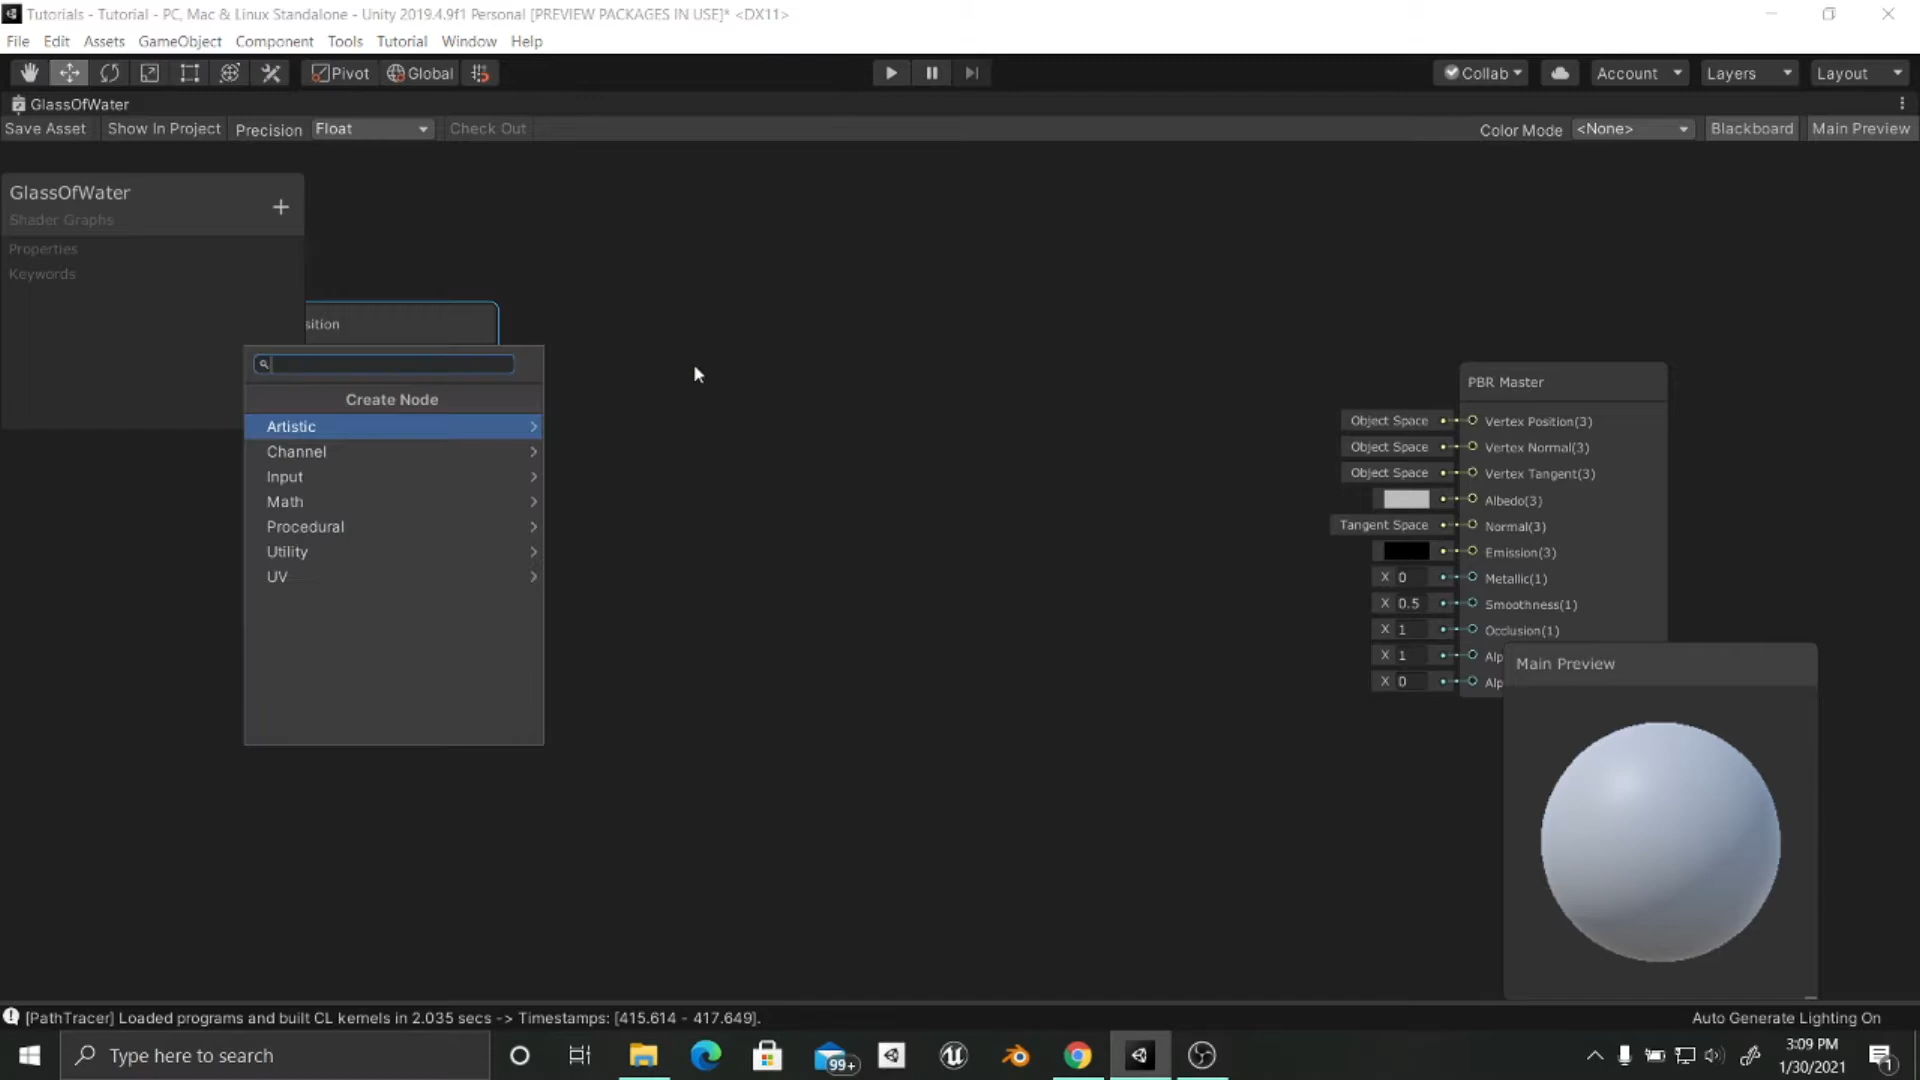 Tutorials - Tutorial - PC, Mac & Linux Standalone - Unity 2019.4.9f1 Personal [PREVIEW PACKAGES IN USE]* <DX11>
File Edit Assets GameObject Component Tools Tutorial Window Help
Pivot Global Collab Account Layers Layout
GlassOfWater
Save Asset Show In Project Precision Float Check Out Color Mode <None> Blackboard Main Preview
GlassOfWater
Shader Graphs
Properties
Keywords
sition
Create Node
Artistic
Channel
Input
Math
Procedural
Utility
UV
PBR Master
Object Space Vertex Position(3)
Object Space Vertex Normal(3)
Object Space Vertex Tangent(3)
Albedo(3)
Tangent Space Normal(3)
Emission(3)
X 0 Metallic(1)
X 0.5 Smoothness(1)
X 1 Occlusion(1)
X 1 Alp
X 0 Alp
Main Preview
[PathTracer] Loaded programs and built CL kernels in 2.035 secs -> Timestamps: [415.614 - 417.649].
Auto Generate Lighting On
Type here to search
99+
3:09 PM
1/30/2021
1